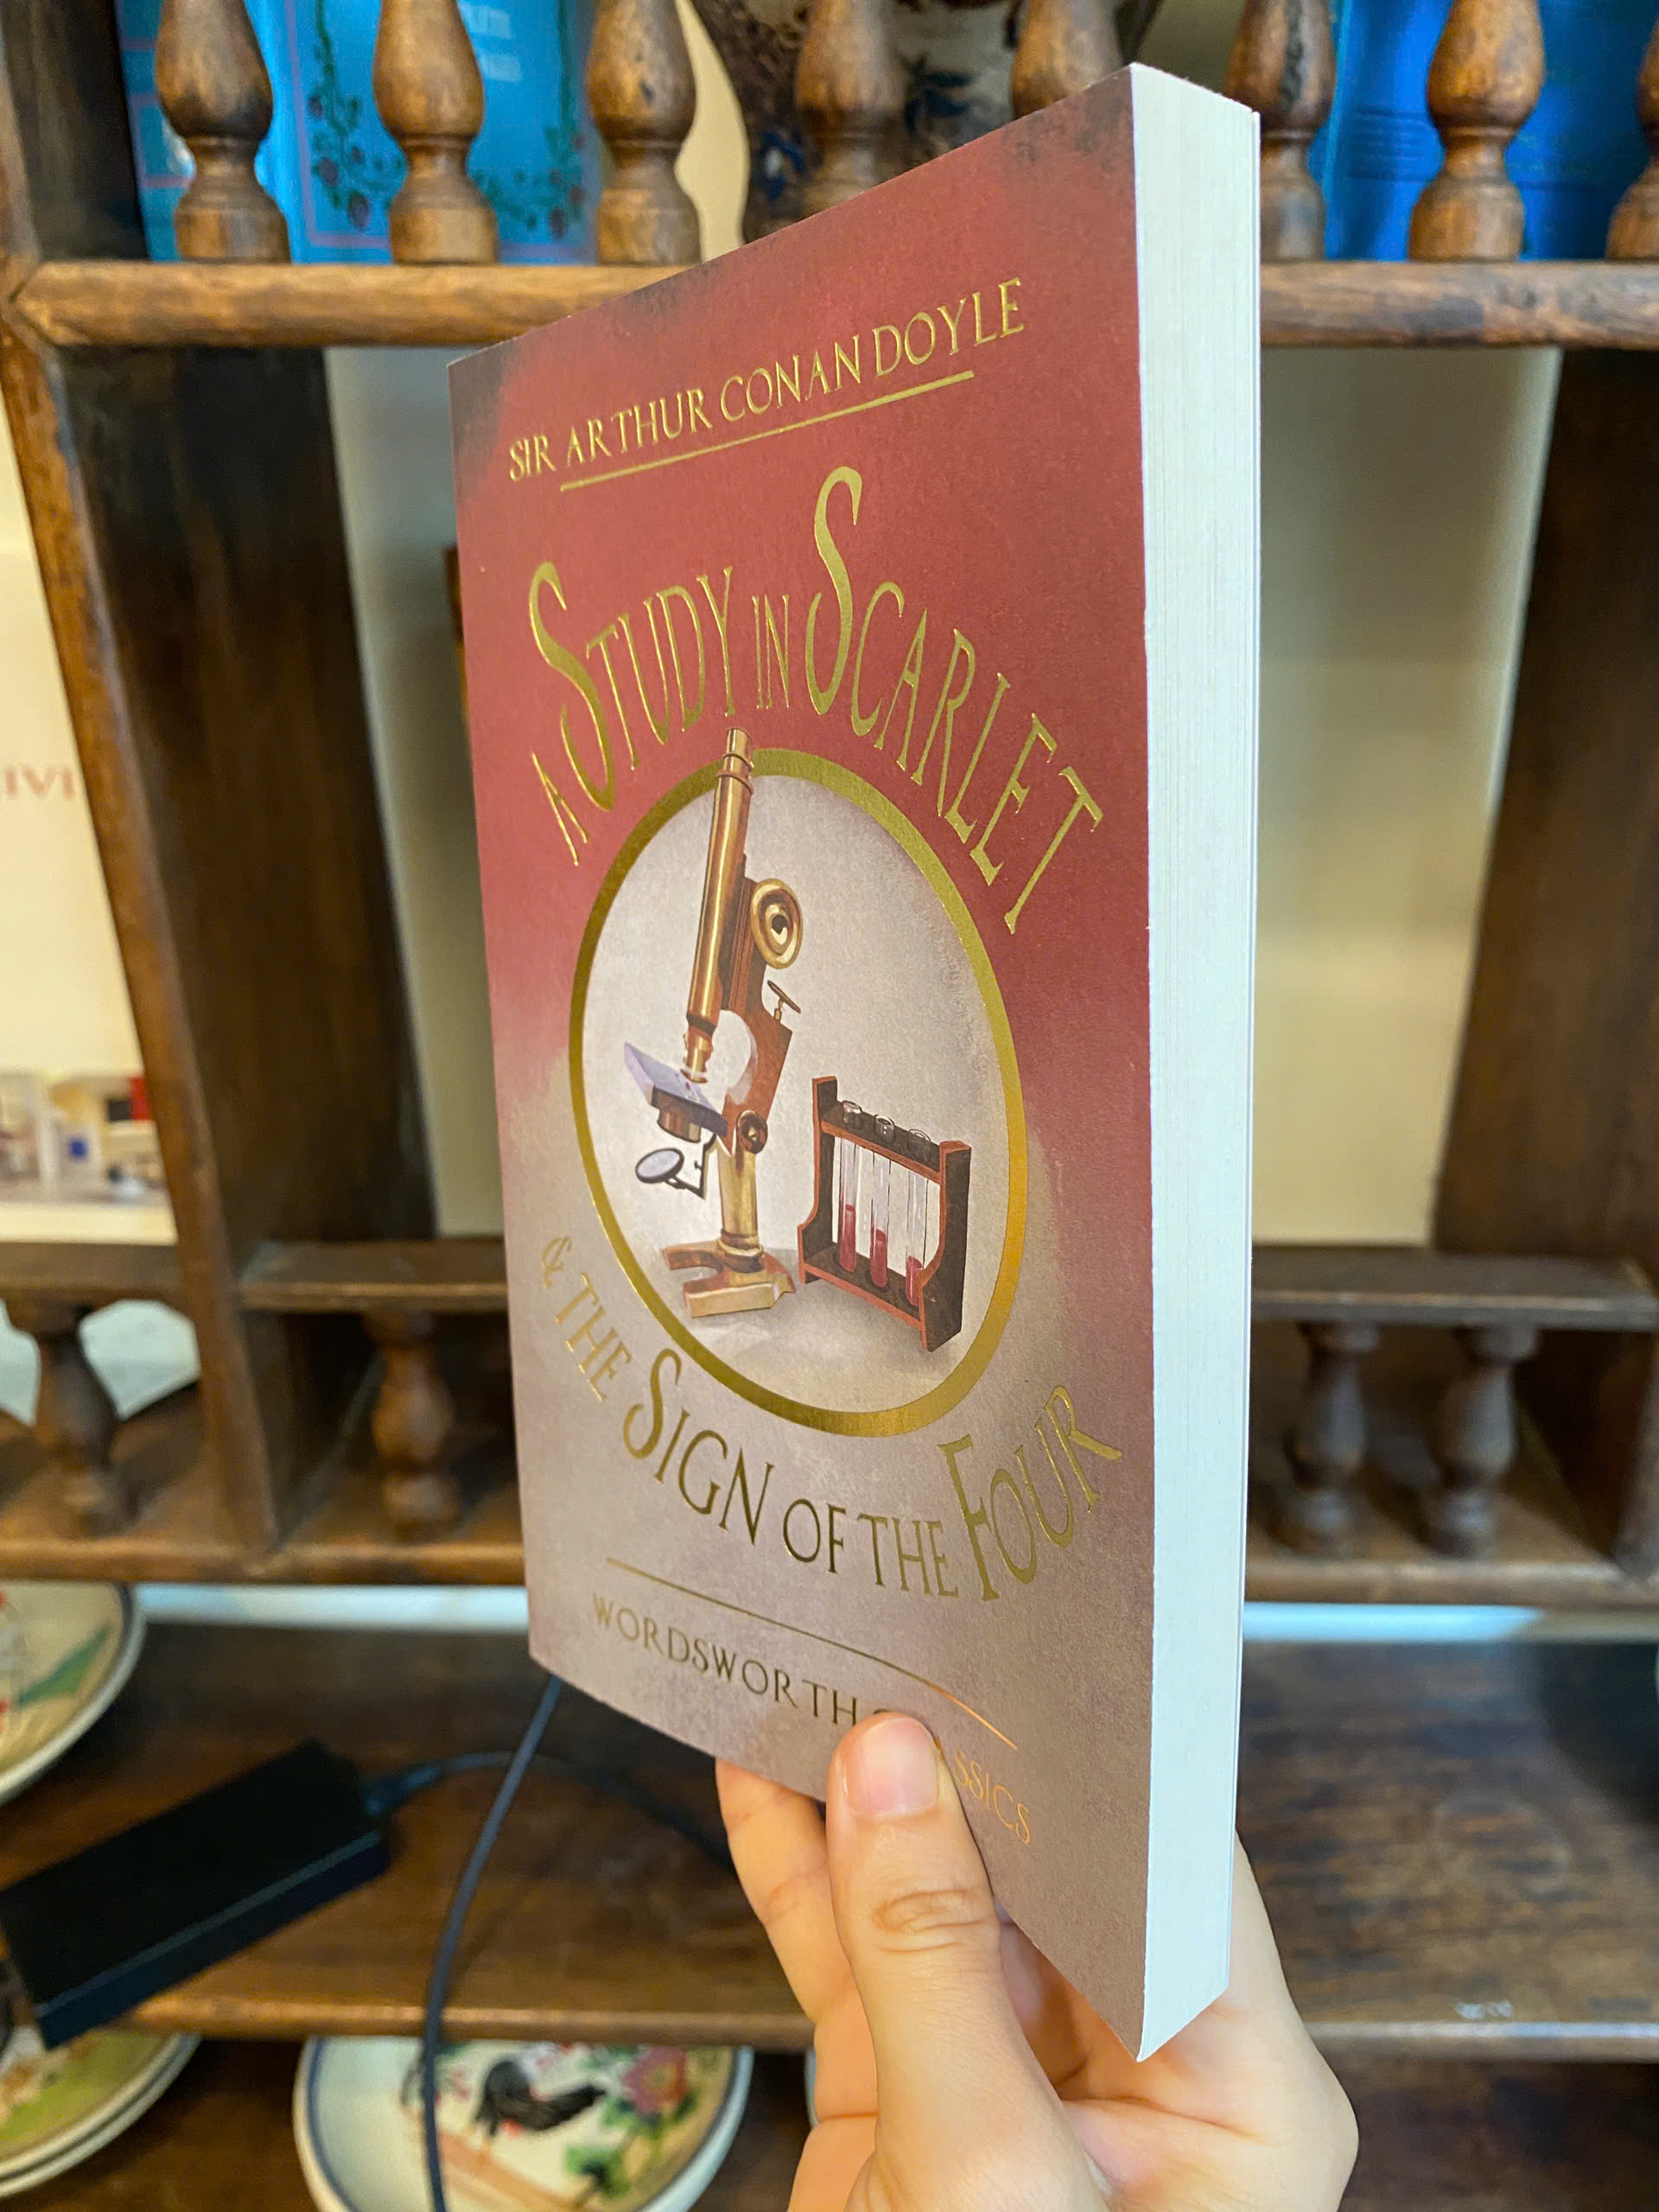 SIR ARTHUR CONAN DOYLE
A STUDY IN SCARLET
& THE SIGN OF THE FOUR
WORDSWORTH